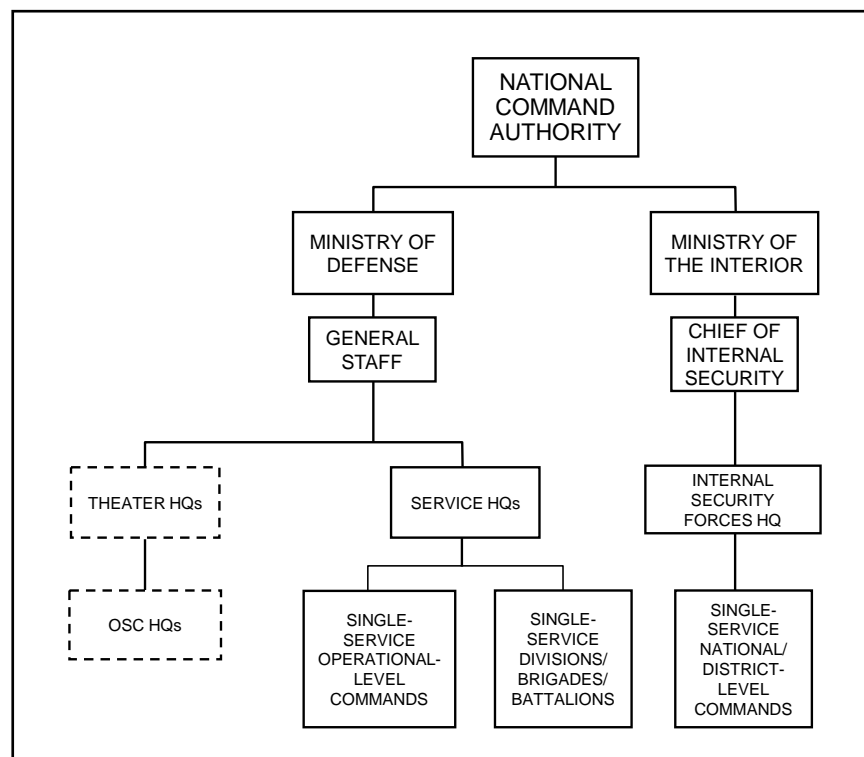 NATIONAL
COMMAND
AUTHORITY
MINISTRY OF
DEFENSE
MINISTRY OF
THE INTERIOR
GENERAL
STAFF
CHIEF OF
INTERNAL
SECURITY
THEATER HQs
SERVICE HQs
INTERNAL
SECURITY
FORCES HQ
OSC HQs
SINGLE-
SERVICE
OPERATIONAL-
LEVEL
COMMANDS
SINGLE-
SERVICE
DIVISIONS/
BRIGADES/
BATTALIONS
SINGLE-
SERVICE
NATIONAL/
DISTRICT-
LEVEL
COMMANDS